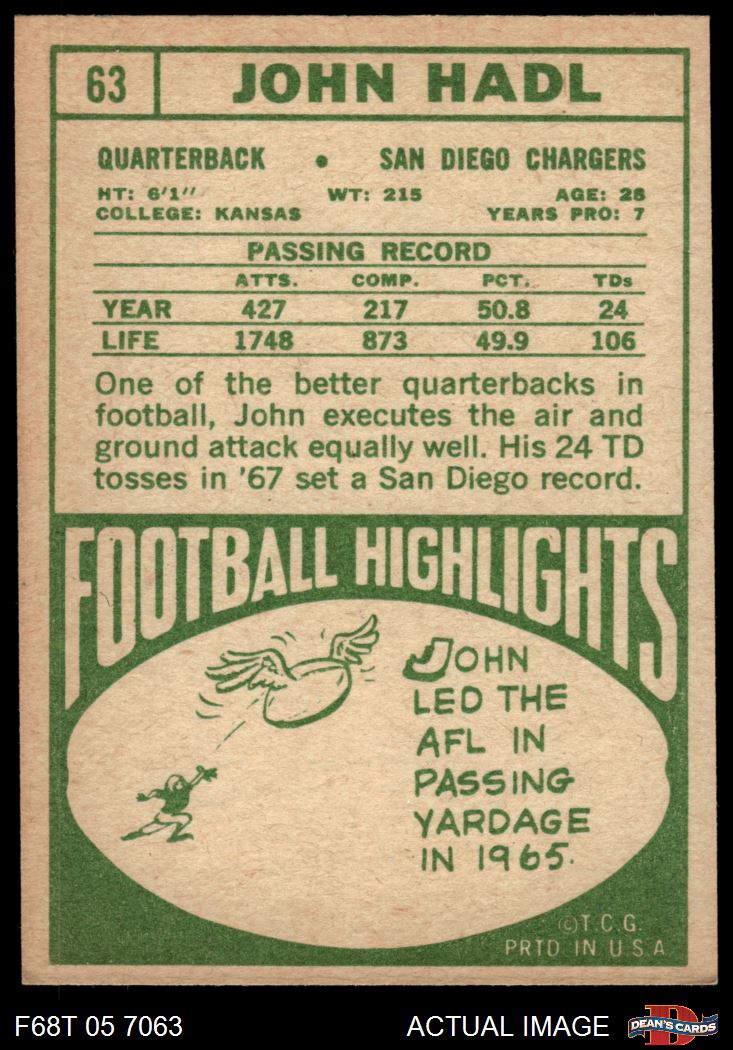 63 JOHN HADL
QUARTERBACK • SAN DIEGO CHARGERS
HT: 6'1" WT: 215 AGE: 28
COLLEGE: KANSAS YEARS PRO: 7
PASSING RECORD
ATTS. COMP. PCT. TDs
YEAR 427 217 50.8 24
LIFE 1748 873 49.9 106
One of the better quarterbacks in
football, John executes the air and
ground attack equally well. His 24 TD
tosses in '67 set a San Diego record.
FOOTBALL HIGHLIGHTS
JOHN
LED THE
AFL IN
PASSING
YARDAGE
IN 1965.
©T.C.G.
PRTD IN U.S.A
F68T 05 7063 ACTUAL IMAGE D DEAN'S CARDS